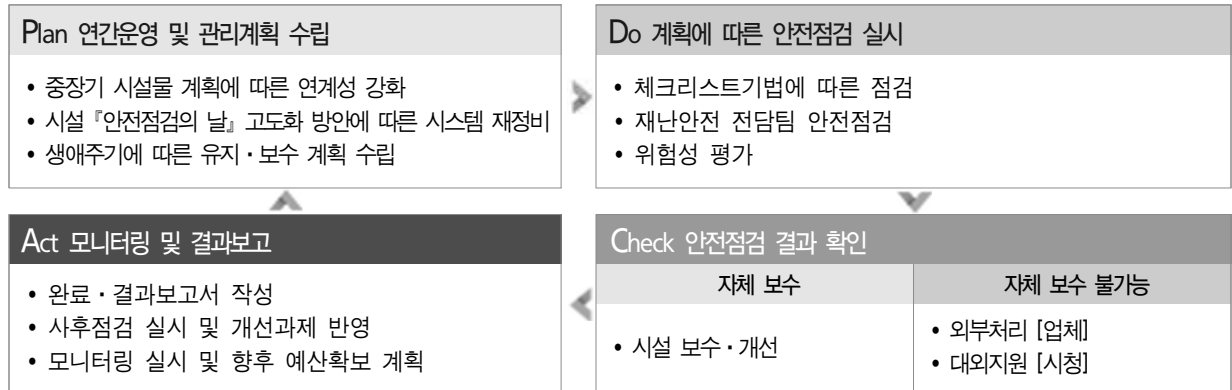 Plan 연간운영 및 관리계획 수립
• 중장기 시설물 계획에 따른 연계성 강화
• 시설 『안전점검의 날』 고도화 방안에 따른 시스템 재정비
• 생애주기에 따른 유지・보수 계획 수립
Do 계획에 따른 안전점검 실시
• 체크리스트기법에 따른 점검
• 재난안전 전담팀 안전점검
• 위험성 평가
Check 안전점검 결과 확인
자체 보수
• 시설 보수・개선
자체 보수 불가능
• 외부처리 [업체]
• 대외지원 [시청]
Act 모니터링 및 결과보고
• 완료・결과보고서 작성
• 사후점검 실시 및 개선과제 반영
• 모니터링 실시 및 향후 예산확보 계획